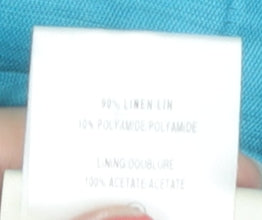 90% LINEN LIN
10% POLYAMIDE POLYAMIDE
LINING DOUBLURE
100% ACETATE ACETATE